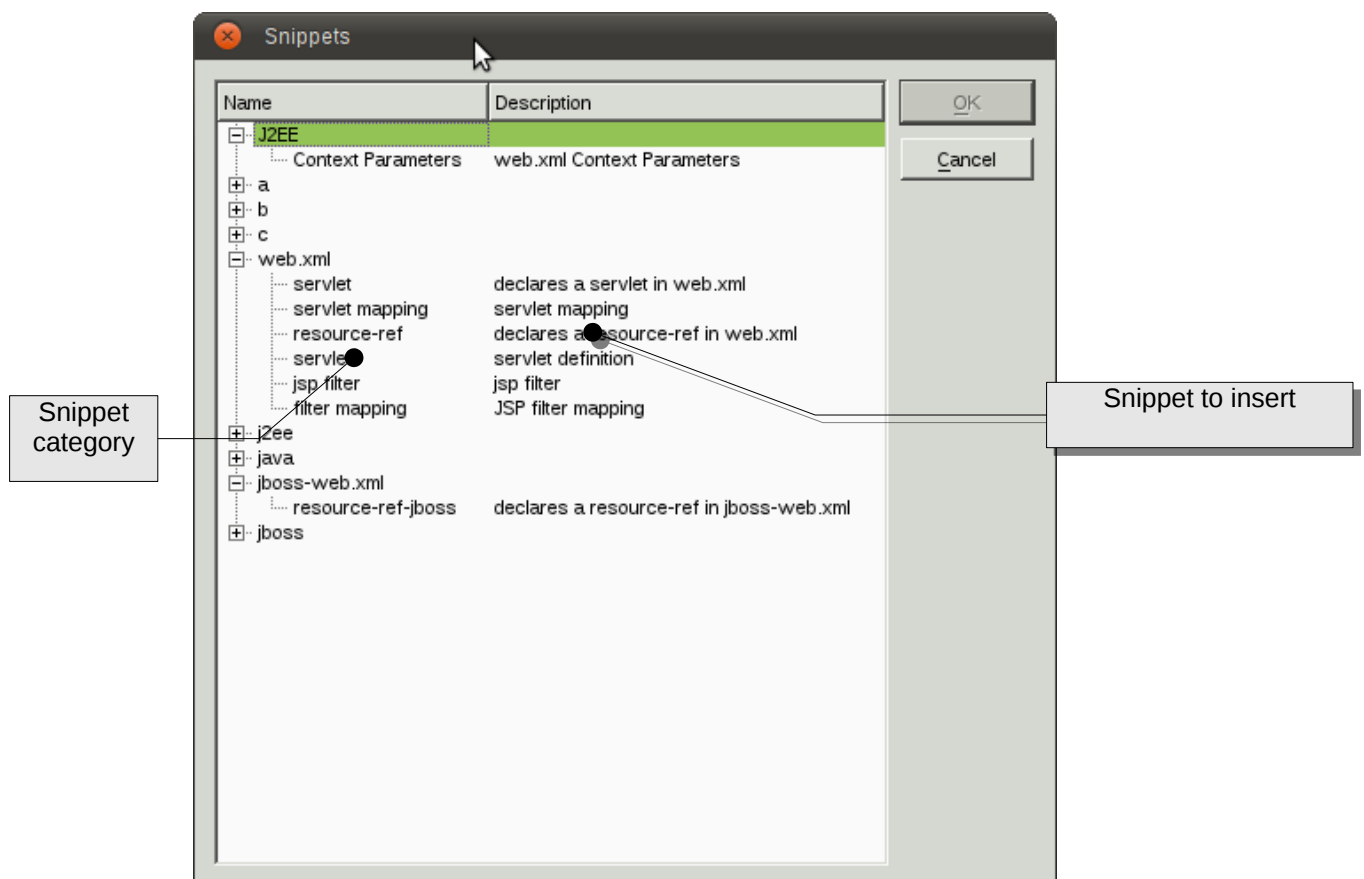 Snippets
Name Description
OK
J2EE
Context Parameters web.xml Context Parameters
Cancel
a
b
c
web.xml
servlet declares a servlet in web.xml
servlet mapping servlet mapping
resource-ref declares a resource-ref in web.xml
servlet servlet definition
jsp filter jsp filter
filter mapping JSP filter mapping
Snippet to insert
Snippet
category
j2ee
java
jboss-web.xml
resource-ref-jboss declares a resource-ref in jboss-web.xml
jboss